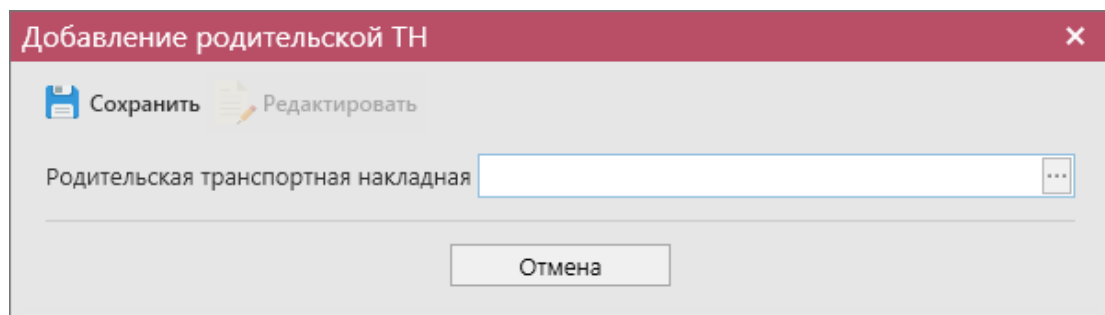 Добавление родительской ТН
Сохранить Редактировать
Родительская транспортная накладная
Отмена